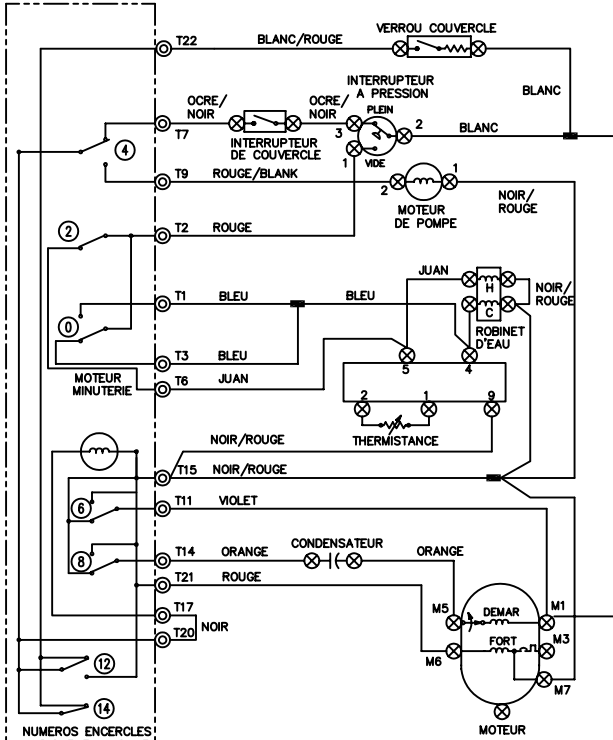 T22
BLANC/ROUGE
VERROU COUVERCLE
BLANC
INTERRUPTEUR
A PRESSION
OCRE/
NOIR
OCRE/
NOIR
PLEIN
3
2
BLANC
T7
INTERRUPTEUR
DE COUVERCLE
4
1
VIDE
T9
ROUGE/BLANK
2
1
MOTEUR
DE POMPE
NOIR/
ROUGE
2
T2
ROUGE
JUAN
H
C
NOIR/
ROUGE
ROBINET
D'EAU
T1
BLEU
BLEU
0
T3
BLEU
MOTEUR
MINUTERIE
T6
JUAN
5
4
2
1
9
THERMISTANCE
NOIR/ROUGE
T15
NOIR/ROUGE
6
T11
VIOLET
8
T14
ORANGE
CONDENSATEUR
ORANGE
T21
ROUGE
T17
NOIR
T20
M5
DEMAR
M1
FORT
M3
M6
M7
MOTEUR
12
14
NUMEROS ENCERCLES